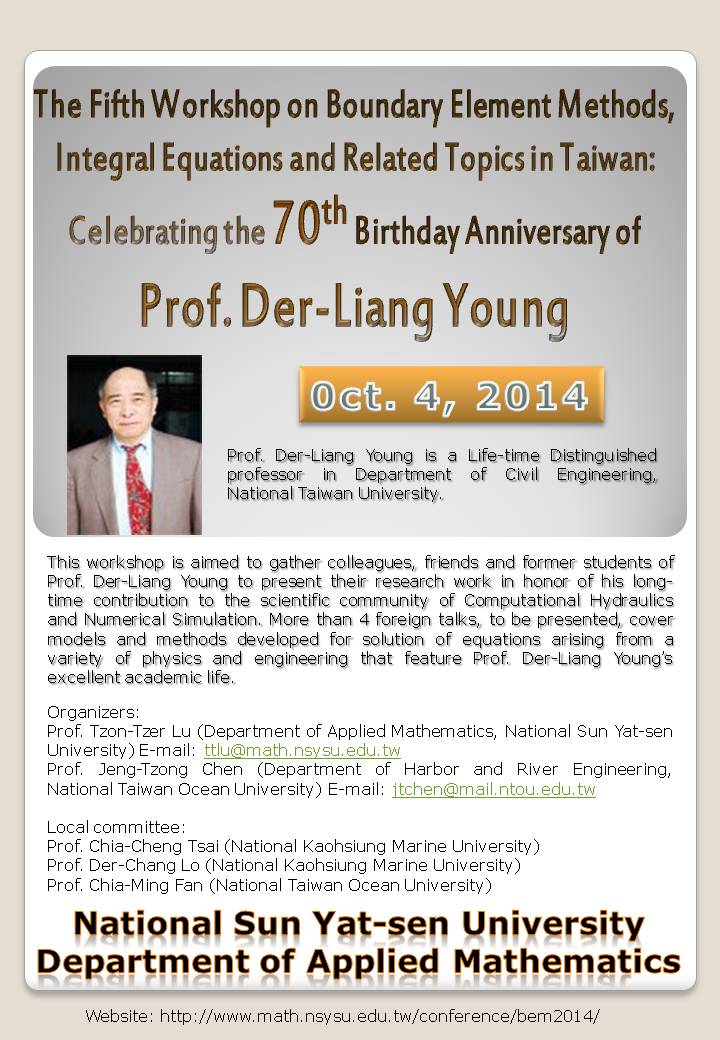 The Fifth Workshop on Boundary Element Methods,
Integral Equations and Related Topics in Taiwan:
Celebrating the 70th Birthday Anniversary of
Prof. Der-Liang Young
Oct. 4, 2014
Prof. Der-Liang Young is a Life-time Distinguished
professor in Department of Civil Engineering,
National Taiwan University.
This workshop is aimed to gather colleagues, friends and former students of
Prof. Der-Liang Young to present their research work in honor of his long-
time contribution to the scientific community of Computational Hydraulics
and Numerical Simulation. More than 4 foreign talks, to be presented, cover
models and methods developed for solution of equations arising from a
variety of physics and engineering that feature Prof. Der-Liang Young's
excellent academic life.
Organizers:
Prof. Tzon-Tzer Lu (Department of Applied Mathematics, National Sun Yat-sen
University) E-mail: ttlu@math.nsysu.edu.tw
Prof. Jeng-Tzong Chen (Department of Harbor and River Engineering,
National Taiwan Ocean University) E-mail: jtchen@mail.ntou.edu.tw
Local committee:
Prof. Chia-Cheng Tsai (National Kaohsiung Marine University)
Prof. Der-Chang Lo (National Kaohsiung Marine University)
Prof. Chia-Ming Fan (National Taiwan Ocean University)
National Sun Yat-sen University
Department of Applied Mathematics
Website: http://www.math.nsysu.edu.tw/conference/bem2014/